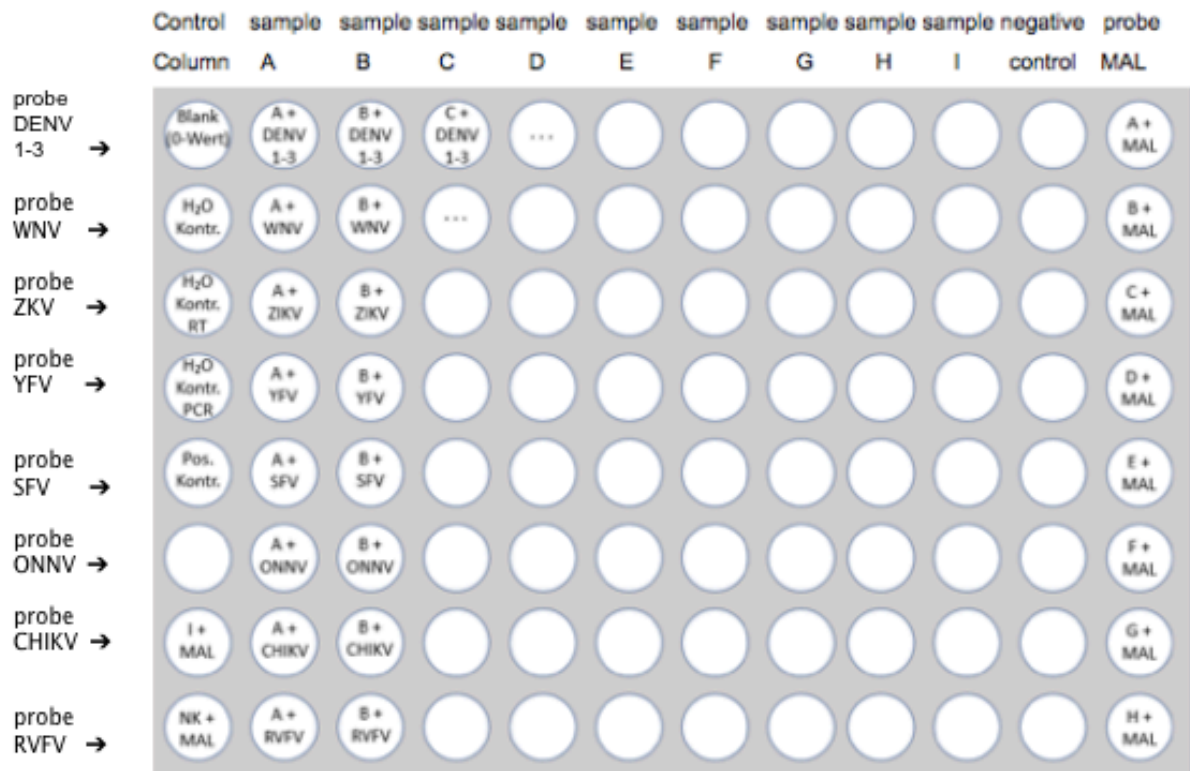 Control sample sample sample sample sample sample sample sample sample negative probe
Column A B C D E F G H I control MAL
probe
DENV
1-3 →
Blank
(0-Wert)
A +
DENV
1-3
B +
DENV
1-3
C +
DENV
1-3
...
A +
MAL
probe
WNV →
H₂O
Kontr.
A +
WNV
B +
WNV
...
B +
MAL
probe
ZKV →
H₂O
Kontr.
RT
A +
ZIKV
B +
ZIKV
C +
MAL
probe
YFV →
H₂O
Kontr.
PCR
A +
YFV
B +
YFV
D +
MAL
probe
SFV →
Pos.
Kontr.
A +
SFV
B +
SFV
E +
MAL
probe
ONNV →
A +
ONNV
B +
ONNV
F +
MAL
probe
CHIKV →
I +
MAL
A +
CHIKV
B +
CHIKV
G +
MAL
probe
RVFV →
NK +
MAL
A +
RVFV
B +
RVFV
H +
MAL